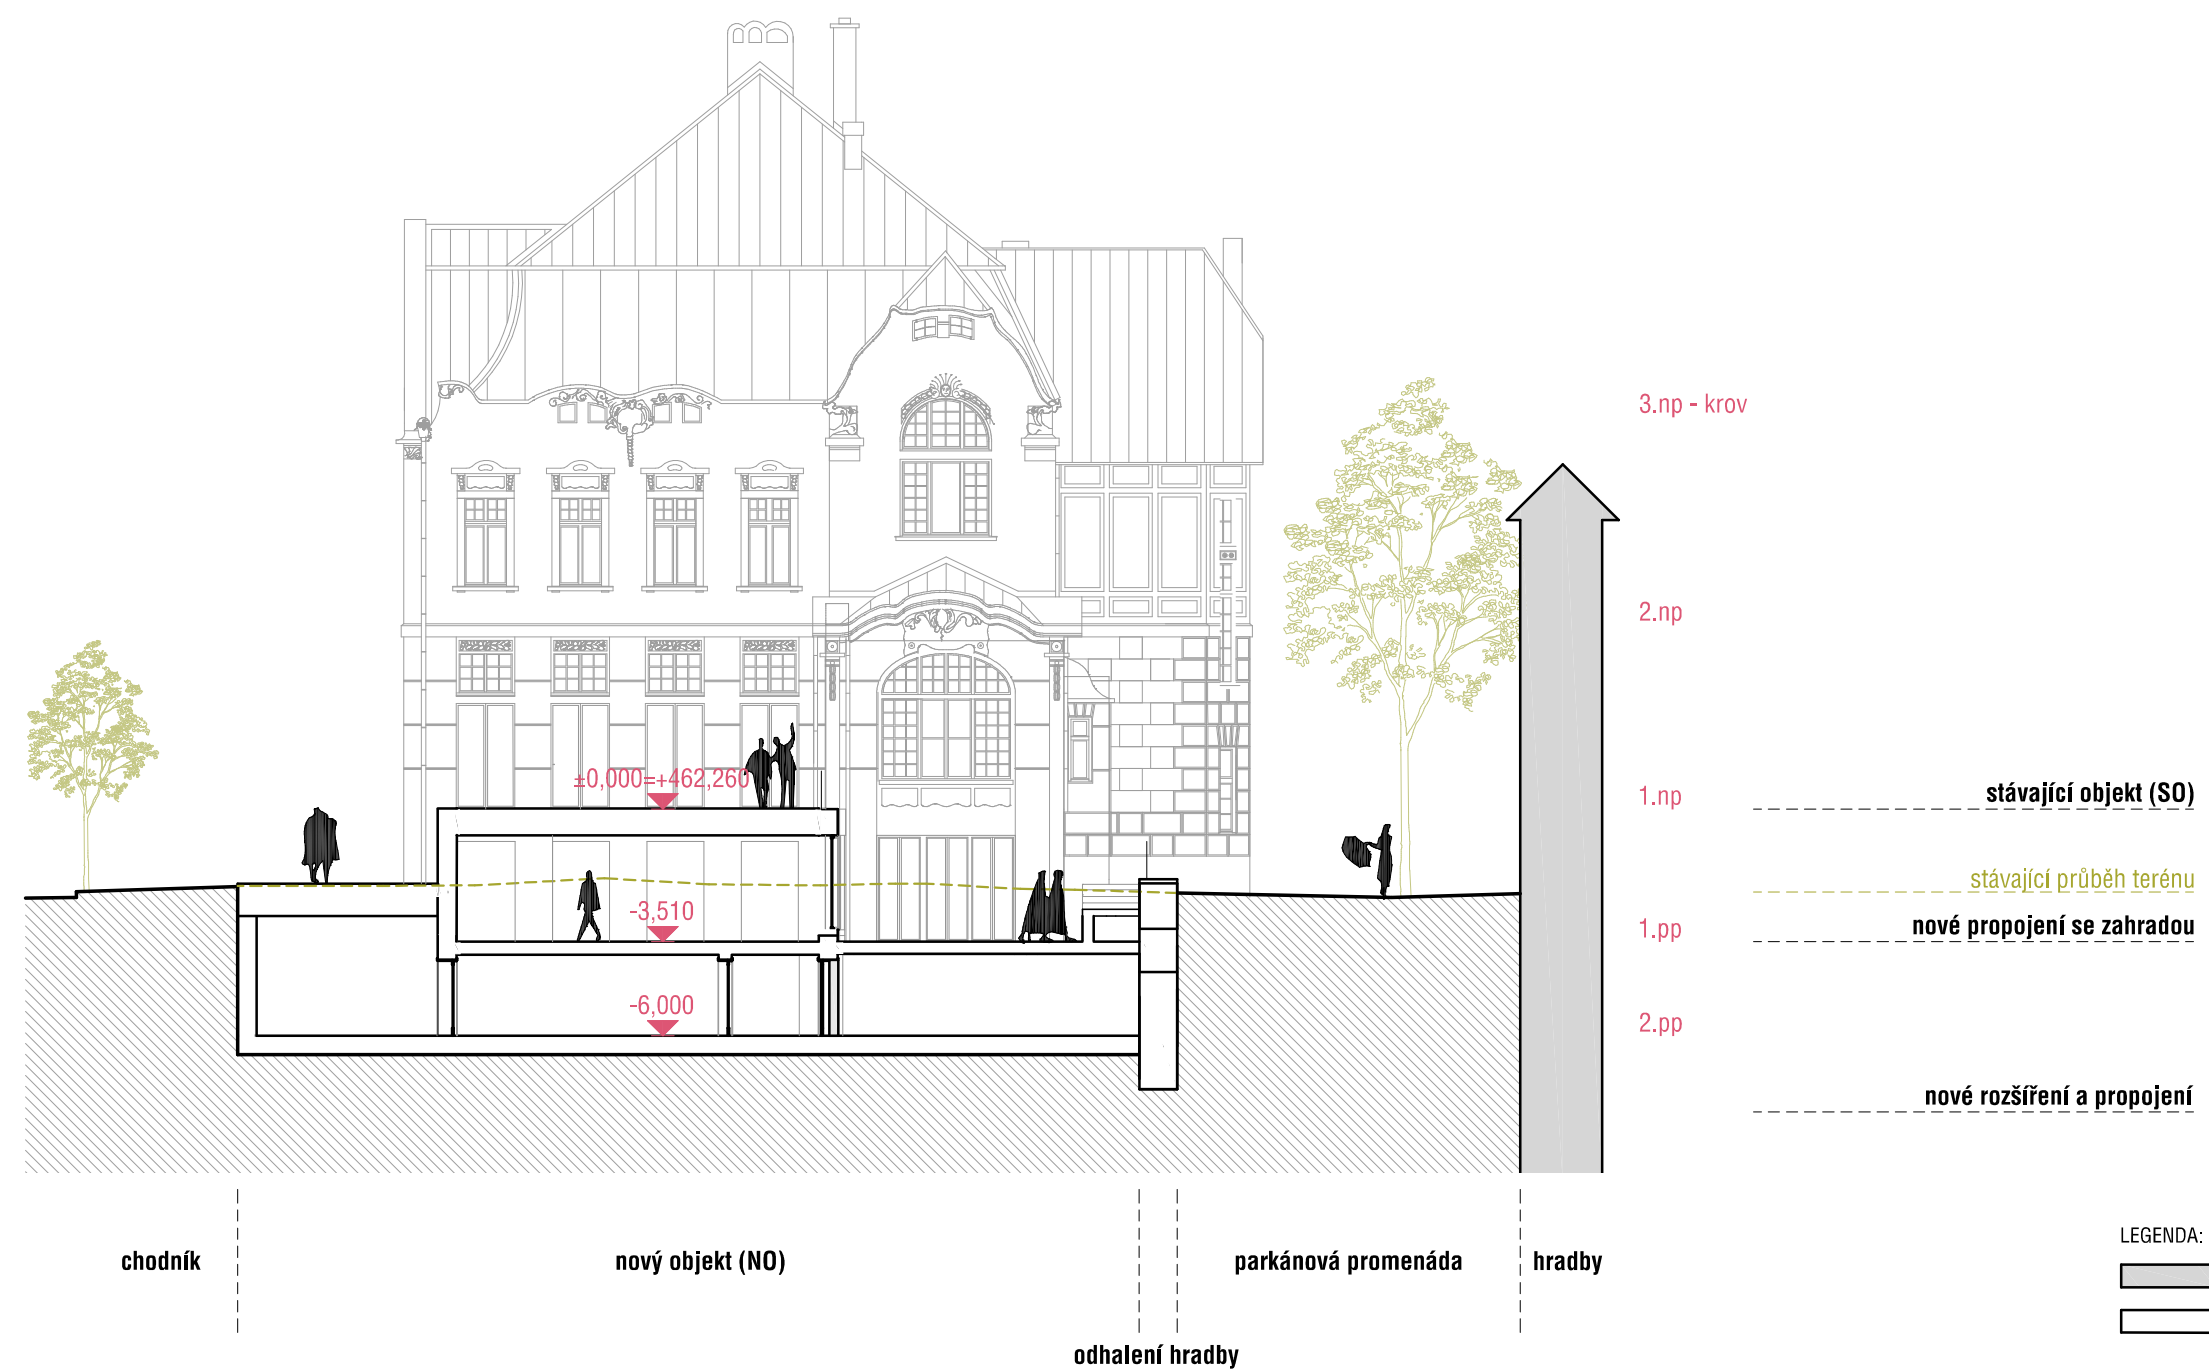 3.np - krov
2.np
±0,000=+462,260
1.np
stávající objekt (SO)
stávající průběh terénu
-3,510
1.pp
nové propojení se zahradou
-6,000
2.pp
nové rozšíření a propojení
chodník
nový objekt (NO)
parkánová promenáda
hradby
odhalení hradby
LEGENDA: